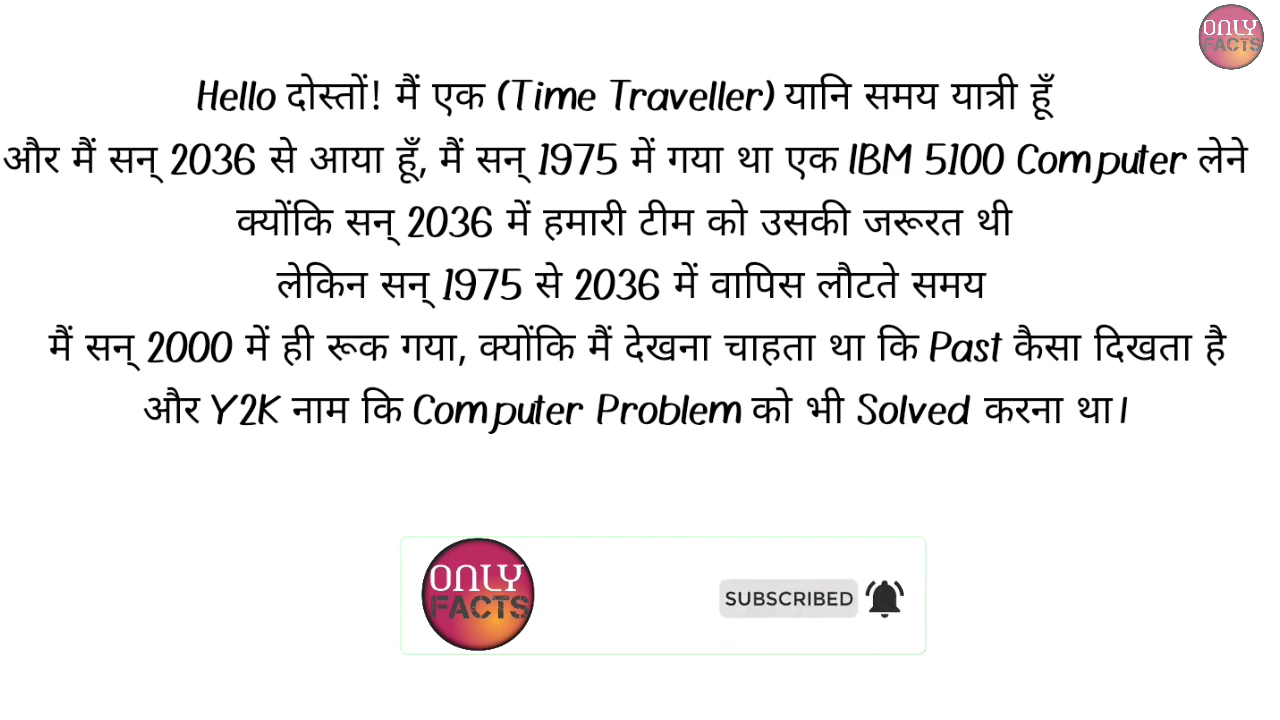 ONLY
FACTS
Hello दोस्तों! मैं एक (Time Traveller) यानि समय यात्री हूँ
और मैं सन् 2036 से आया हूँ, मैं सन् 1975 में गया था एक IBM 5100 Computer लेने
क्योंकि सन् 2036 में हमारी टीम को उसकी जरूरत थी
लेकिन सन् 1975 से 2036 में वापिस लौटते समय
मैं सन् 2000 में ही रूक गया, क्योंकि मैं देखना चाहता था कि Past कैसा दिखता है
और Y2K नाम कि Computer Problem को भी Solved करना था।
ONLY
FACTS
SUBSCRIBED